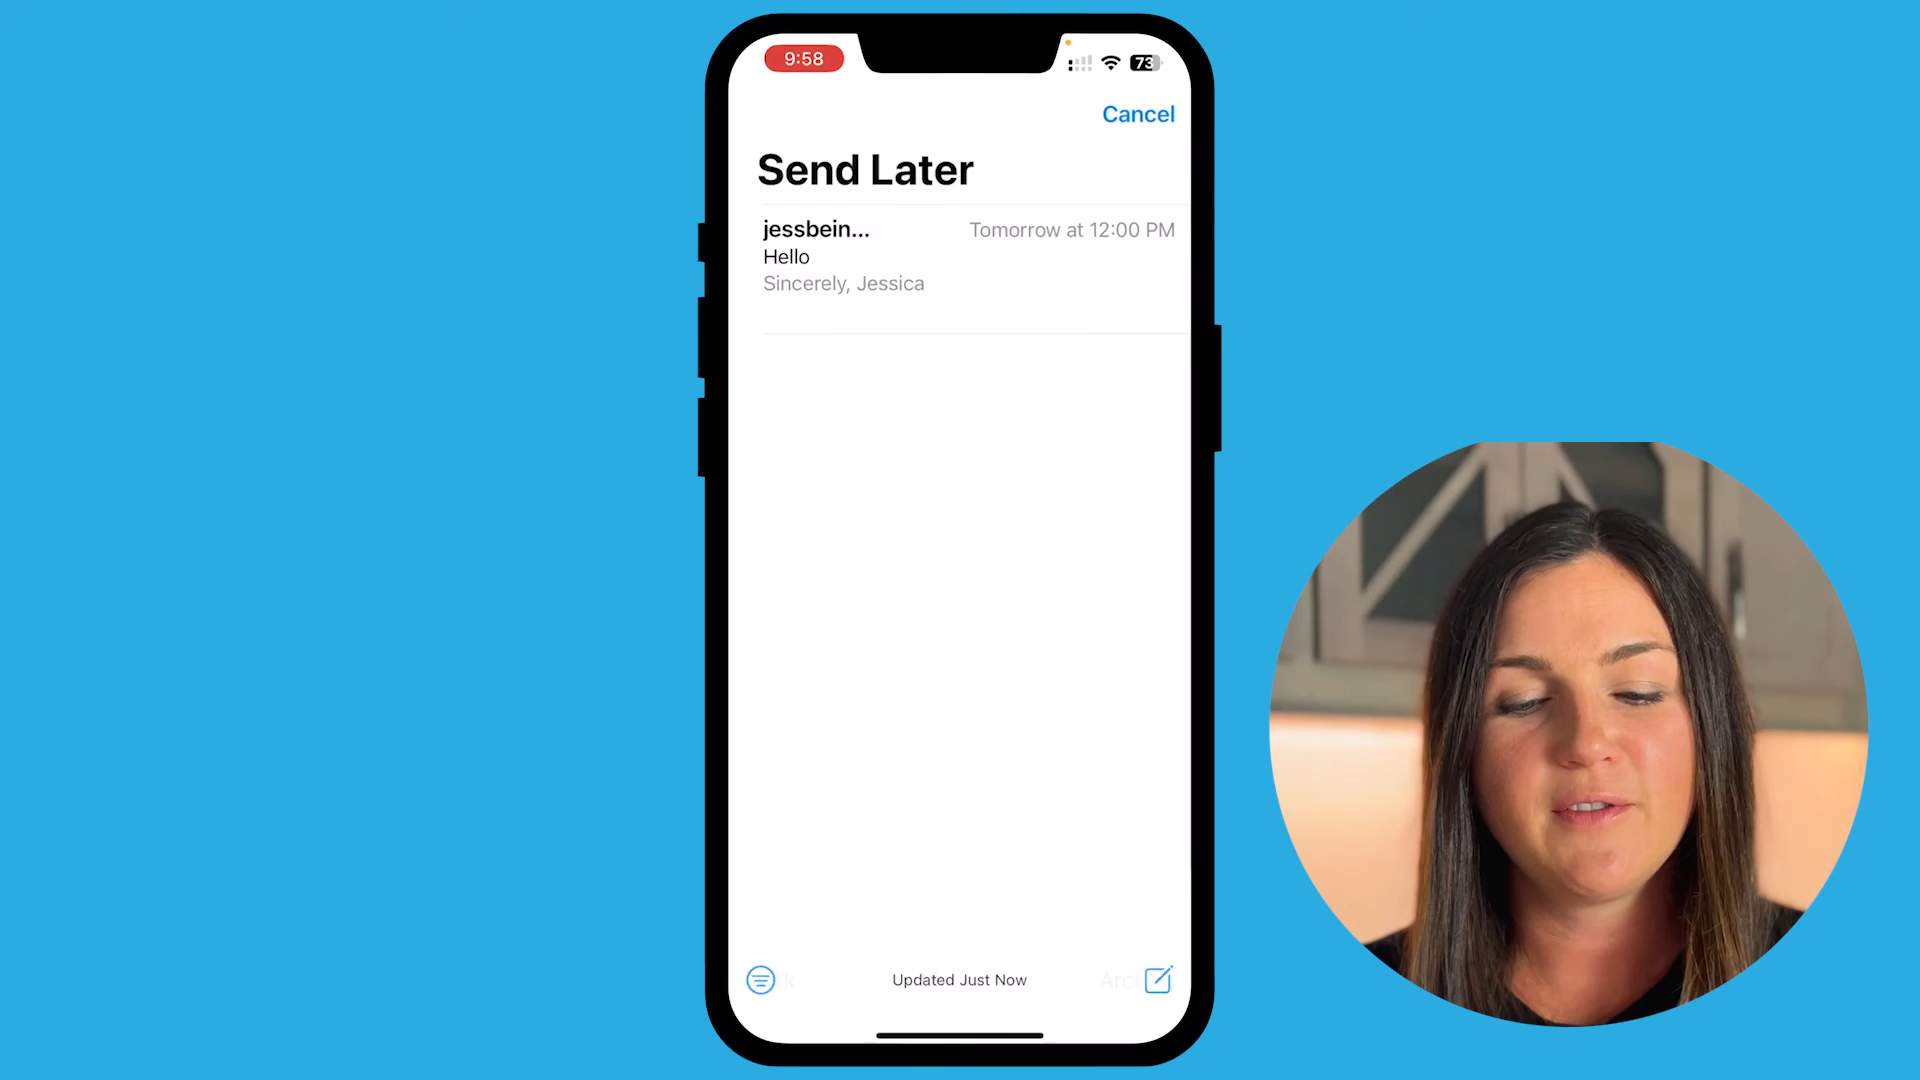 9:58
73
Cancel
Send Later
jessbein... Tomorrow at 12:00 PM
Hello
Sincerely, Jessica
Updated Just Now